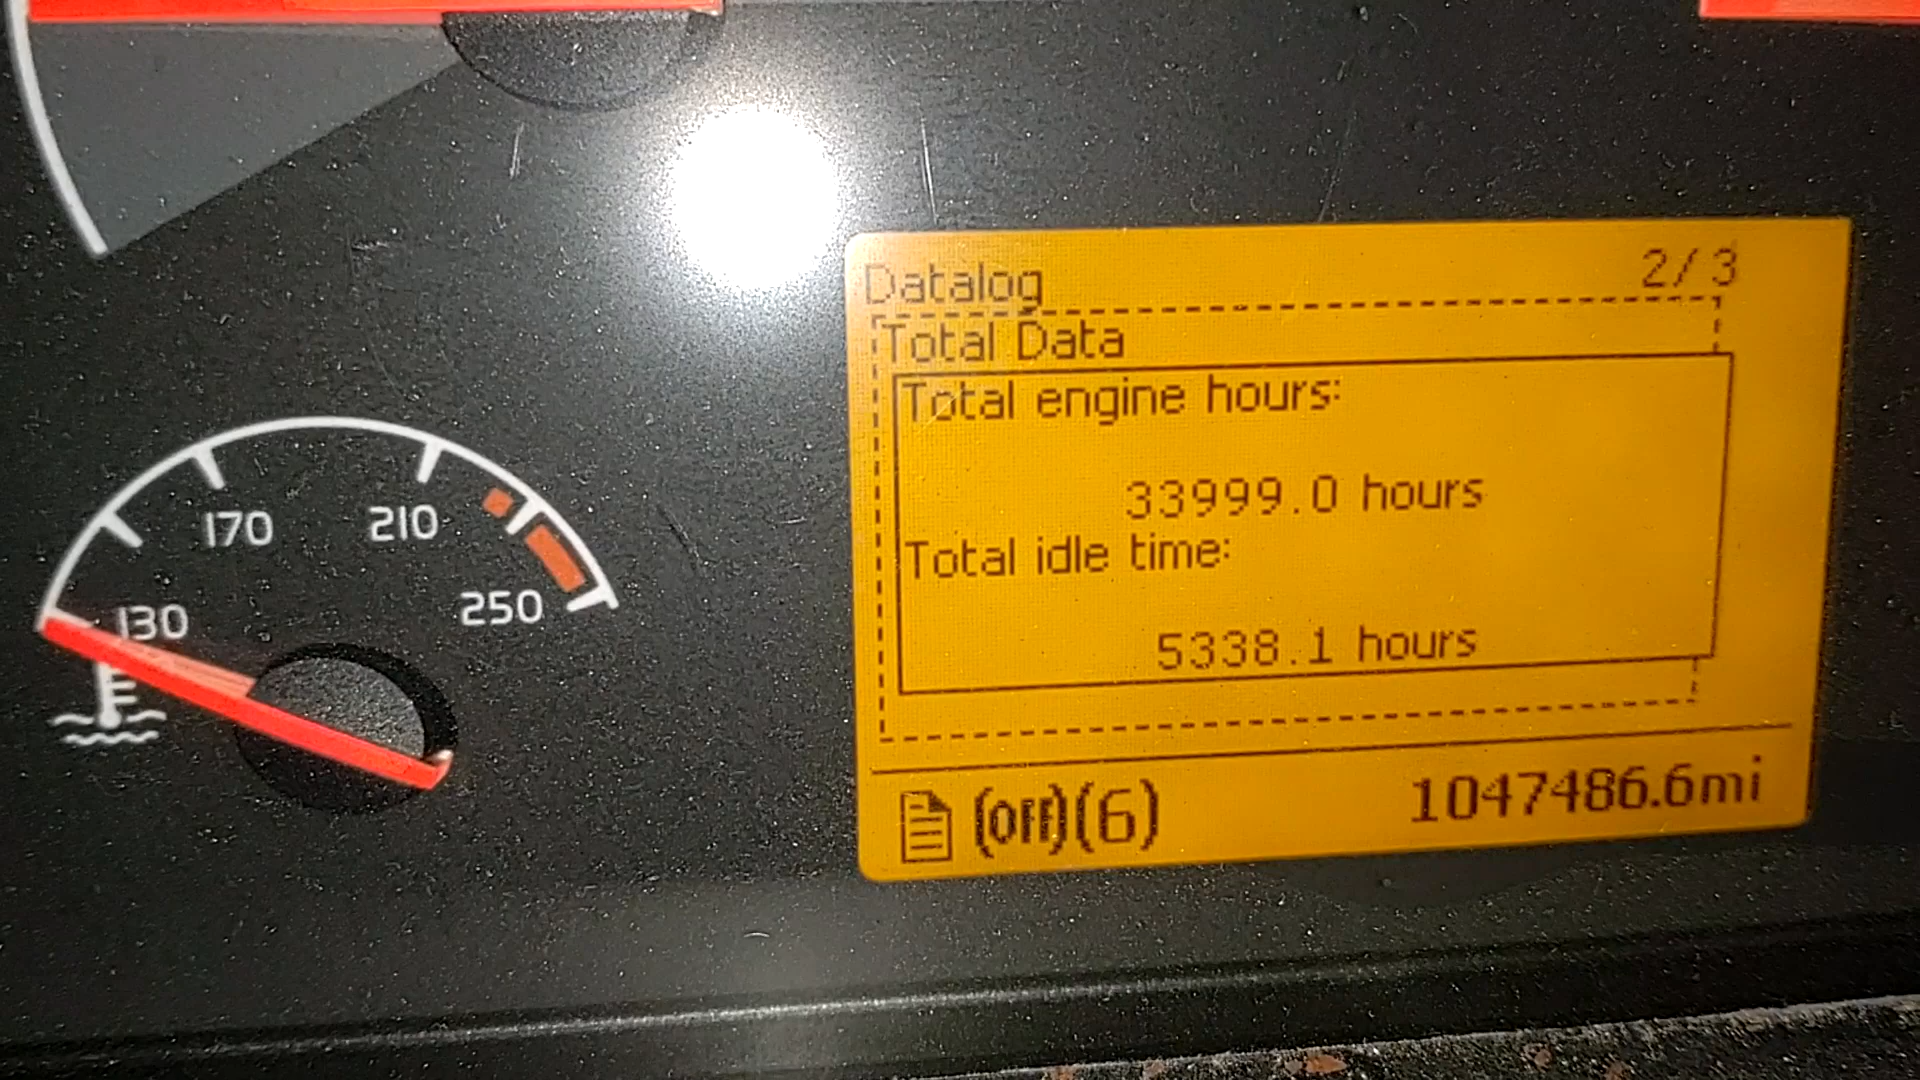 Datalog 2/3
Total Data
Total engine hours:
33999.0 hours
Total idle time:
5338.1 hours
(OFF)(6) 1047486.6mi
130 170 210 250